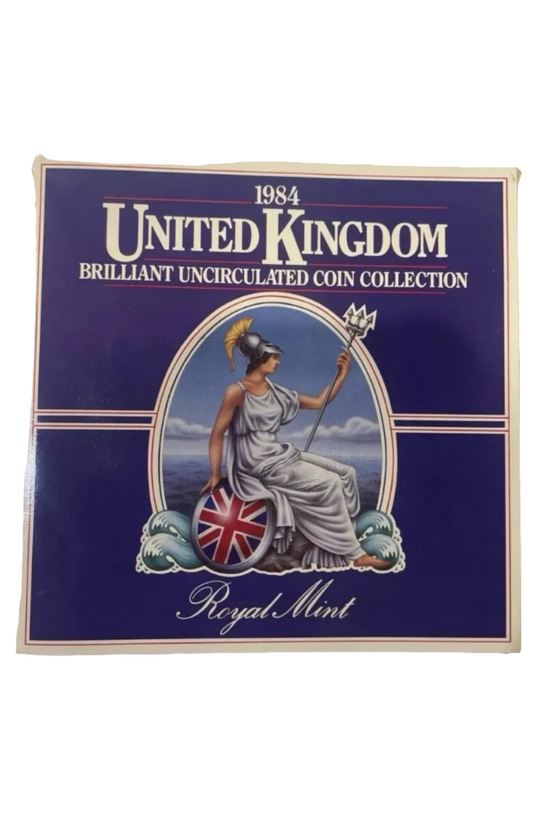 1984
UNITED KINGDOM
BRILLIANT UNCIRCULATED COIN COLLECTION
Royal Mint